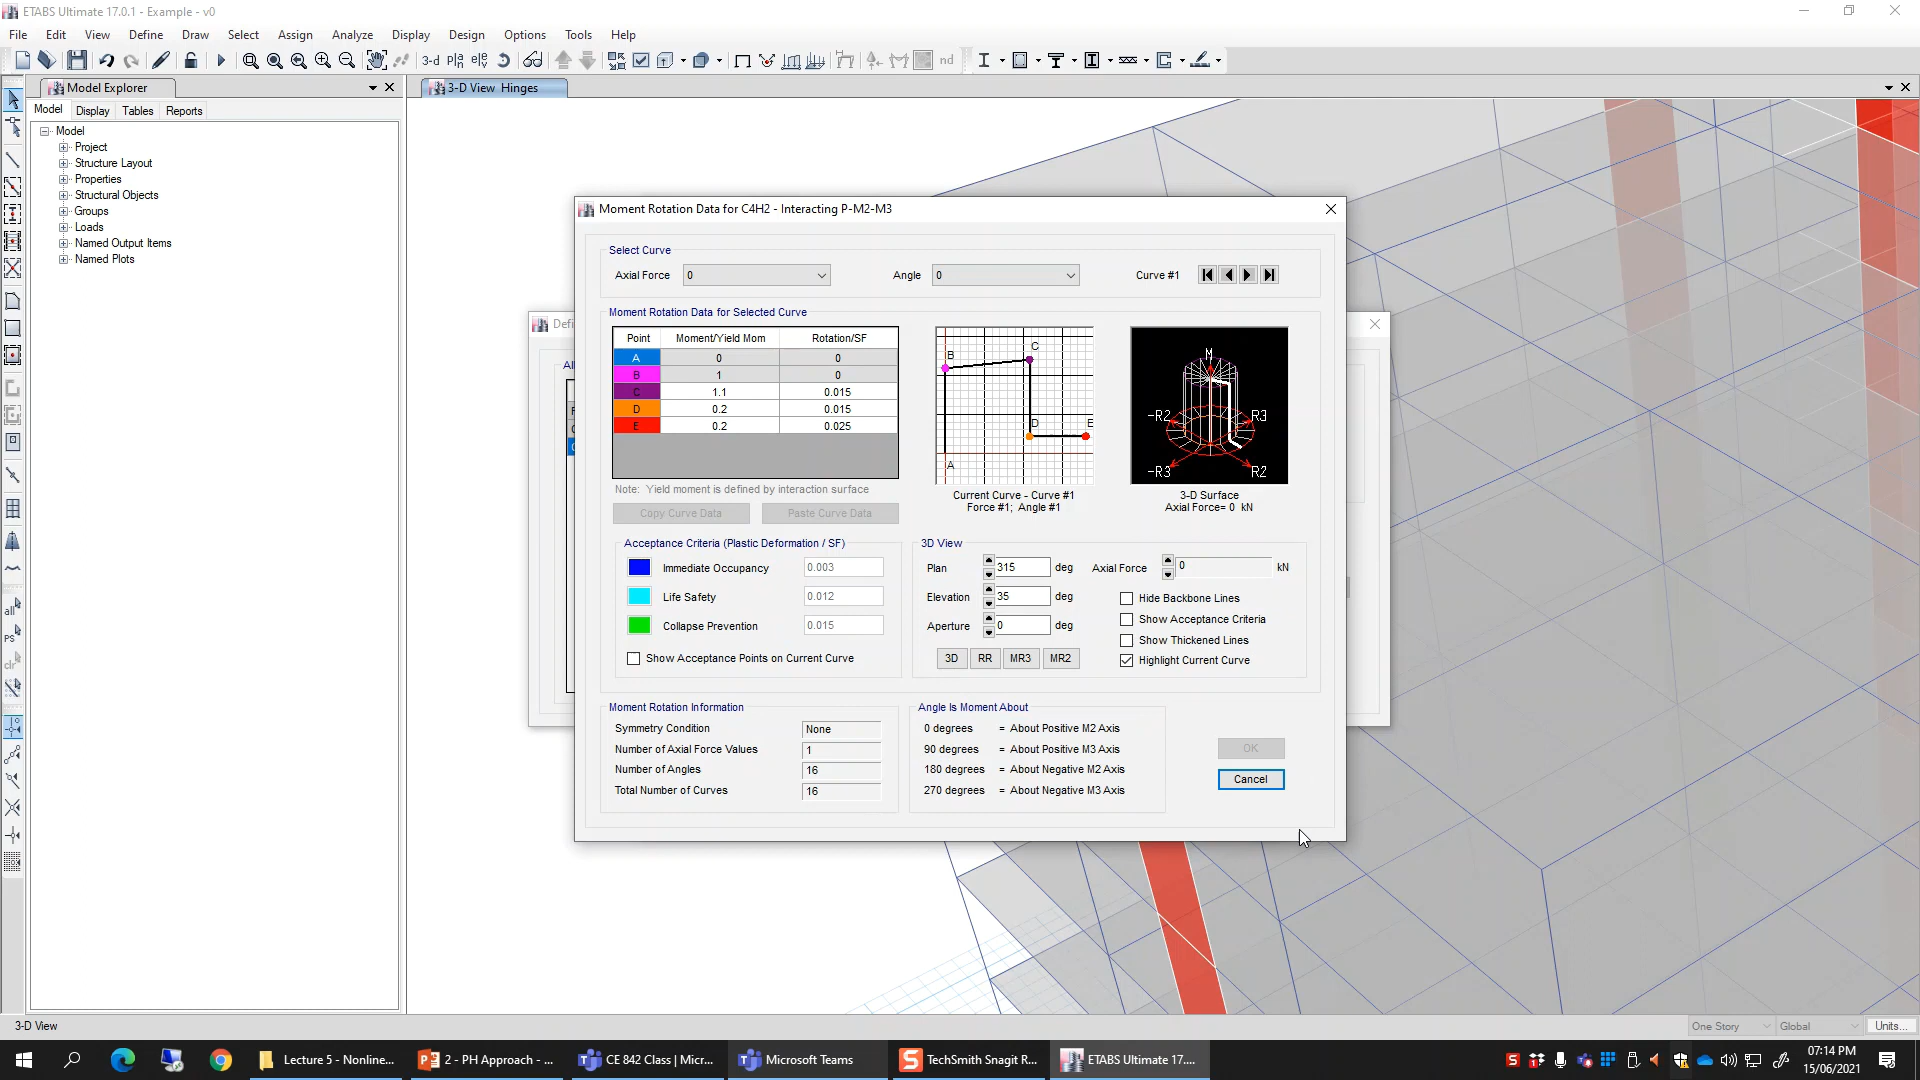 ETABS Ultimate 17.0.1 - Example - v0
File Edit View Define Draw Select Assign Analyze Display Design Options Tools Help
3-d nd
Model Explorer
3-D View Hinges
Model Display Tables Reports
Model
Project
Structure Layout
Properties
Structural Objects
Groups
Loads
Named Output Items
Named Plots
all
PS
clr
Defi
All
Moment Rotation Data for C4H2 - Interacting P-M2-M3
Select Curve
Axial Force 0 Angle 0 Curve #1
Moment Rotation Data for Selected Curve
Point Moment/Yield Mom Rotation/SF
A 0 0
B 1 0
C 1.1 0.015
D 0.2 0.015
E 0.2 0.025
Note: Yield moment is defined by interaction surface
Copy Curve Data Paste Curve Data
B C D E A
Current Curve - Curve #1
Force #1; Angle #1
M
-R2 R3
-R3 R2
3-D Surface
Axial Force= 0 kN
Acceptance Criteria (Plastic Deformation / SF)
Immediate Occupancy 0.003
Life Safety 0.012
Collapse Prevention 0.015
Show Acceptance Points on Current Curve
3D View
Plan 315 deg Axial Force 0 kN
Elevation 35 deg
Aperture 0 deg
3D RR MR3 MR2
Hide Backbone Lines
Show Acceptance Criteria
Show Thickened Lines
Highlight Current Curve
Moment Rotation Information
Symmetry Condition None
Number of Axial Force Values 1
Number of Angles 16
Total Number of Curves 16
Angle Is Moment About
0 degrees = About Positive M2 Axis
90 degrees = About Positive M3 Axis
180 degrees = About Negative M2 Axis
270 degrees = About Negative M3 Axis
OK
Cancel
3-D View
One Story Global Units...
Lecture 5 - Nonline... 2 - PH Approach - ... CE 842 Class | Micr... Microsoft Teams TechSmith Snagit R... ETABS Ultimate 17....
07:14 PM
15/06/2021